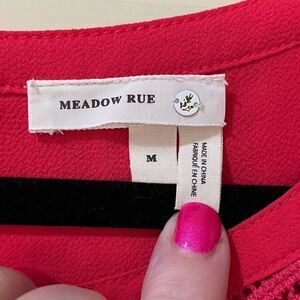 MEADOW RUE
M
MADE IN CHINA
FABRIQUÉ EN CHINE